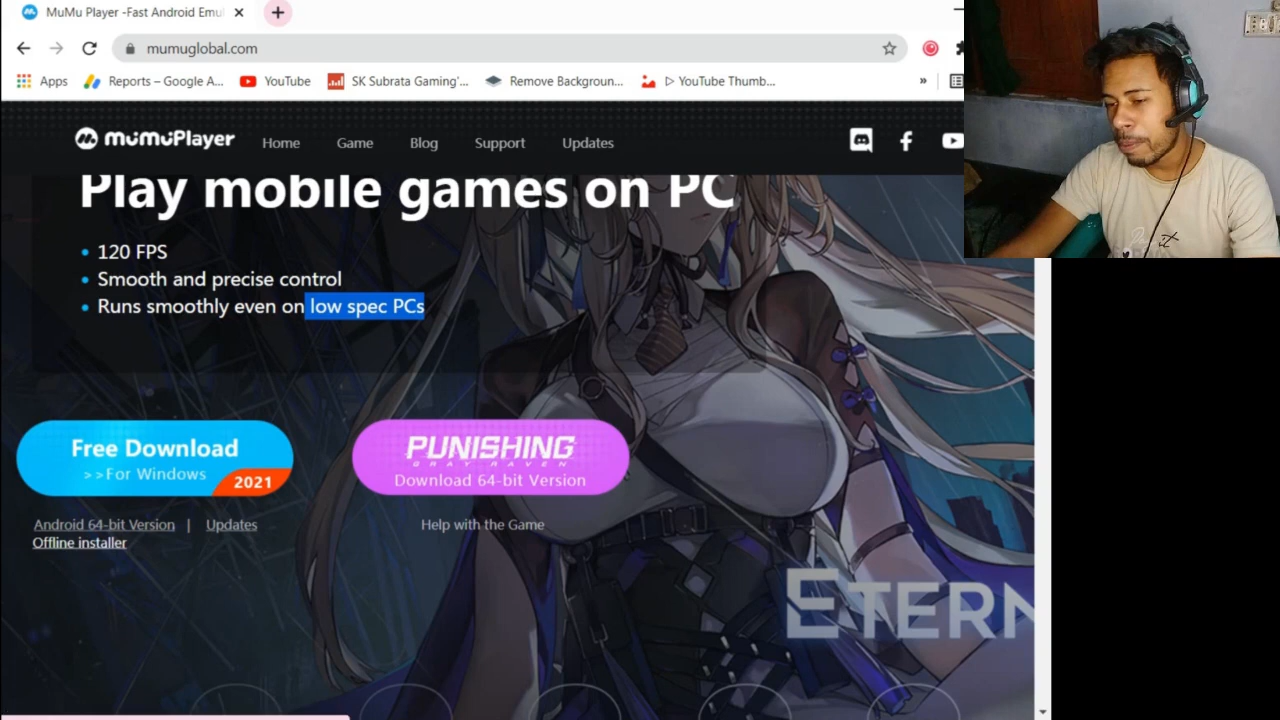 MuMu Player -Fast Android Emu
mumuglobal.com
Apps Reports – Google A... YouTube SK Subrata Gaming'... Remove Backgroun... YouTube Thumb... »
MuMuPlayer Home Game Blog Support Updates
Play mobile games on PC
• 120 FPS
• Smooth and precise control
• Runs smoothly even on low spec PCs
Free Download
>>For Windows
2021
PUNISHING
GRAY RAVEN
Download 64-bit Version
Android 64-bit Version | Updates
Offline installer
Help with the Game
ETERN